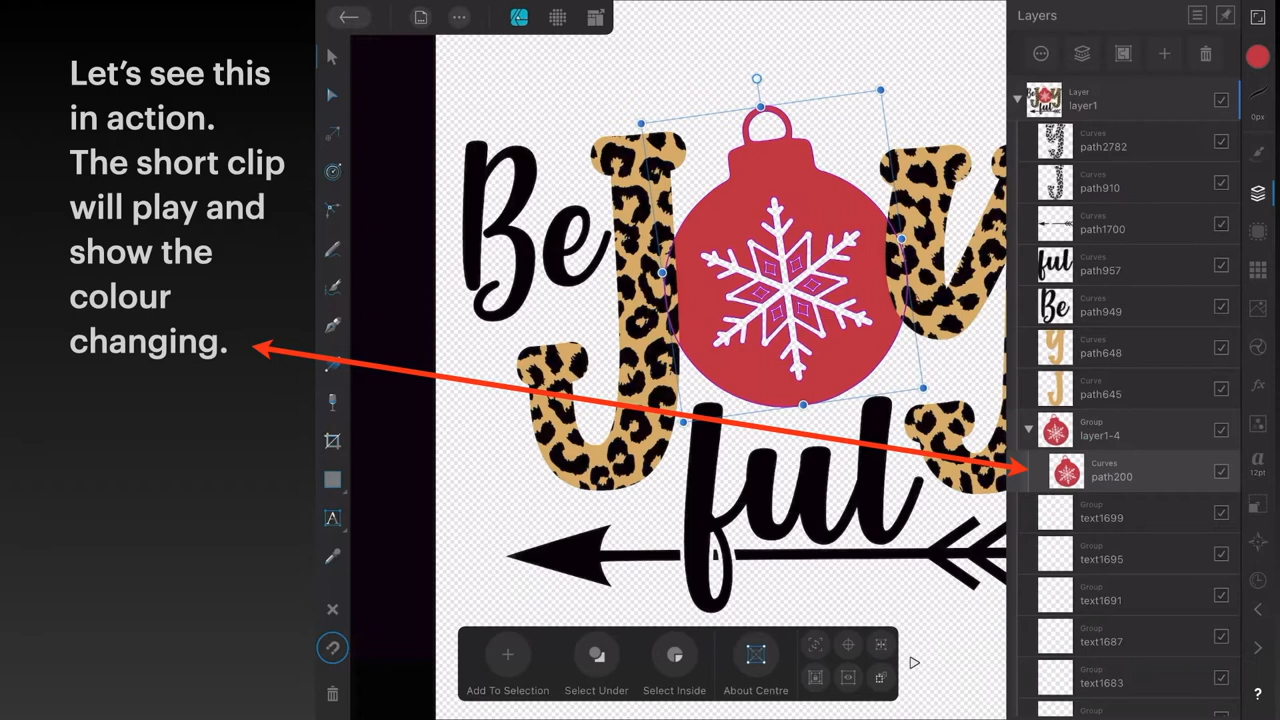 Let's see this
in action.
The short clip
will play and
show the
colour
changing.
Be
J
y
ful
Add To Selection
Select Under
Select Inside
About Centre
Layers
Layer
layer1
Curves
path2782
Curves
path910
Curves
path1700
Curves
path957
Curves
path949
Curves
path648
Curve
path645
Group
layer1-4
Curves
path200
Group
text1699
Group
text1695
Group
text1691
Group
text1687
Group
text1683
0px
fx
a
12pt
?
A